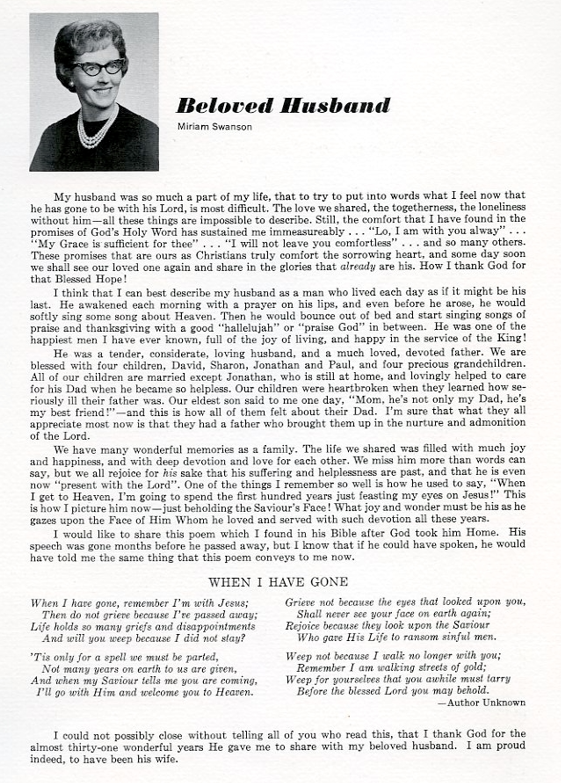 Beloved Husband
Miriam Swanson
My husband was so much a part of my life, that to try to put into words what I feel now that
he has gone to be with his Lord, is most difficult. The love we shared, the togetherness, the loneliness
without him—all these things are impossible to describe. Still, the comfort that I have found in the
promises of God's Holy Word has sustained me immeasureably . . . "Lo, I am with you alway" . . .
"My Grace is sufficient for thee" . . . "I will not leave you comfortless" . . . and so many others.
These promises that are ours as Christians truly comfort the sorrowing heart, and some day soon
we shall see our loved one again and share in the glories that already are his. How I thank God for
that Blessed Hope!
I think that I can best describe my husband as a man who lived each day as if it might be his
last. He awakened each morning with a prayer on his lips, and even before he arose, he would
softly sing some song about Heaven. Then he would bounce out of bed and start singing songs of
praise and thanksgiving with a good "hallelujah" or "praise God" in between. He was one of the
happiest men I have ever known, full of the joy of living, and happy in the service of the King!
He was a tender, considerate, loving husband, and a much loved, devoted father. We are
blessed with four children, David, Sharon, Jonathan and Paul, and four precious grandchildren.
All of our children are married except Jonathan, who is still at home, and lovingly helped to care
for his Dad when he became so helpless. Our children were heartbroken when they learned how se-
riously ill their father was. Our eldest son said to me one day, "Mom, he's not only my Dad, he's
my best friend!"—and this is how all of them felt about their Dad. I'm sure that what they all
appreciate most now is that they had a father who brought them up in the nurture and admonition
of the Lord.
We have many wonderful memories as a family. The life we shared was filled with much joy
and happiness, and with deep devotion and love for each other. We miss him more than words can
say, but we all rejoice for his sake that his suffering and helplessness are past, and that he is even
now "present with the Lord". One of the things I remember so well is how he used to say, "When
I get to Heaven, I'm going to spend the first hundred years just feasting my eyes on Jesus!" This
is how I picture him now—just beholding the Saviour's Face! What joy and wonder must be his as he
gazes upon the Face of Him Whom he loved and served with such devotion all these years.
I would like to share this poem which I found in his Bible after God took him Home. His
speech was gone months before he passed away, but I know that if he could have spoken, he would
have told me the same thing that this poem conveys to me now.
WHEN I HAVE GONE
When I have gone, remember I'm with Jesus;
Then do not grieve because I've passed away;
Life holds so many griefs and disappointments
And will you weep because I did not stay?
'Tis only for a spell we must be parted,
Not many years on earth to us are given,
And when my Saviour tells me you are coming,
I'll go with Him and welcome you to Heaven.
Grieve not because the eyes that looked upon you,
Shall never see your face on earth again;
Rejoice because they look upon the Saviour
Who gave His Life to ransom sinful men.
Weep not because I walk no longer with you;
Remember I am walking streets of gold;
Weep for yourselves that you awhile must tarry
Before the blessed Lord you may behold.
—Author Unknown
I could not possibly close without telling all of you who read this, that I thank God for the
almost thirty-one wonderful years He gave me to share with my beloved husband. I am proud
indeed, to have been his wife.